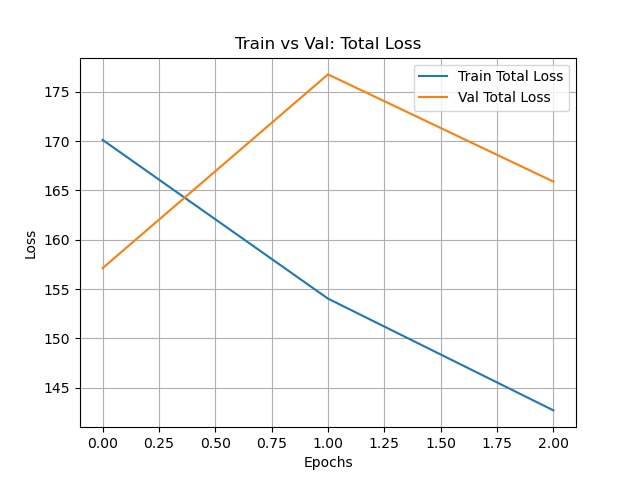 Train vs Val: Total Loss
Train Total Loss
Val Total Loss
175
170
165
160
155
150
145
Loss
0.00 0.25 0.50 0.75 1.00 1.25 1.50 1.75 2.00
Epochs